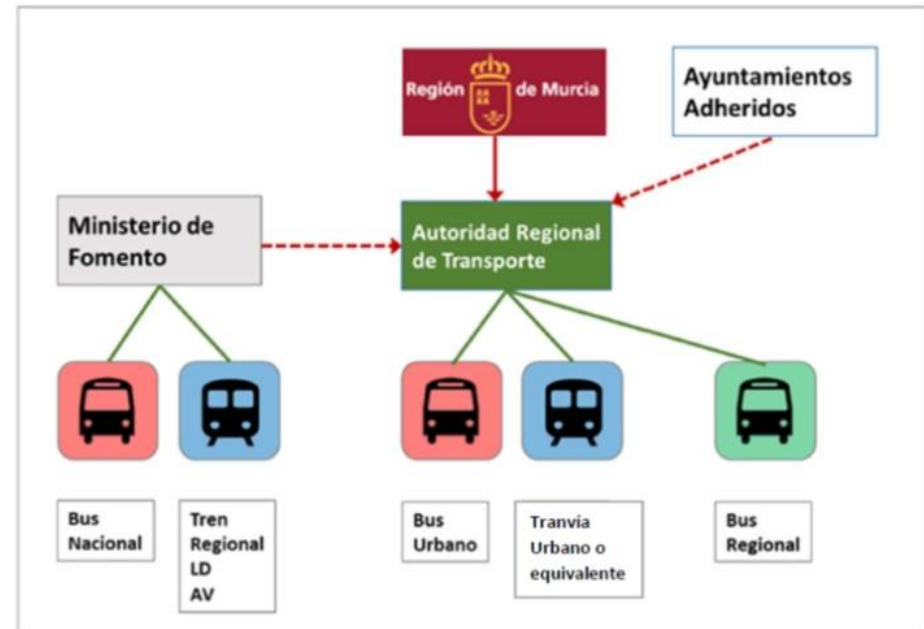 Región de Murcia
Ayuntamientos
Adheridos
Ministerio de
Fomento
Autoridad Regional
de Transporte
Bus
Nacional
Tren
Regional
LD
AV
Bus
Urbano
Tranvía
Urbano o
equivalente
Bus
Regional